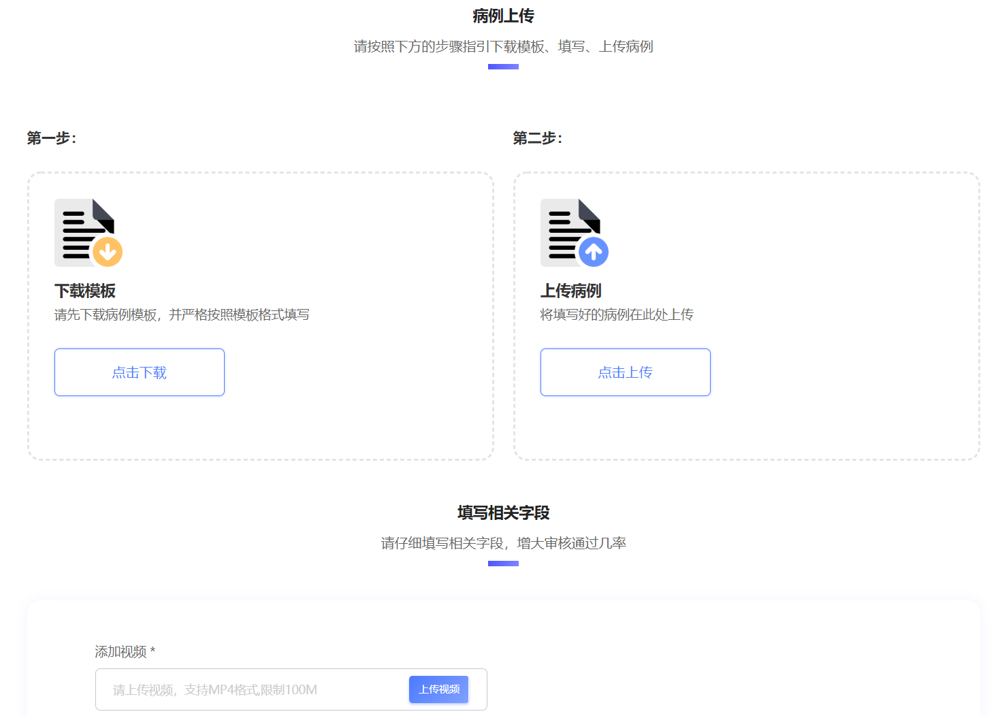 病例上传
请按照下方的步骤指引下载模板、填写、上传病例
第一步：
第二步：
下载模板
请先下载病例模板，并严格按照模板格式填写
点击下载
上传病例
将填写好的病例在此处上传
点击上传
填写相关字段
请仔细填写相关字段，增大审核通过几率
添加视频 *
请上传视频，支持MP4格式,限制100M
上传视频